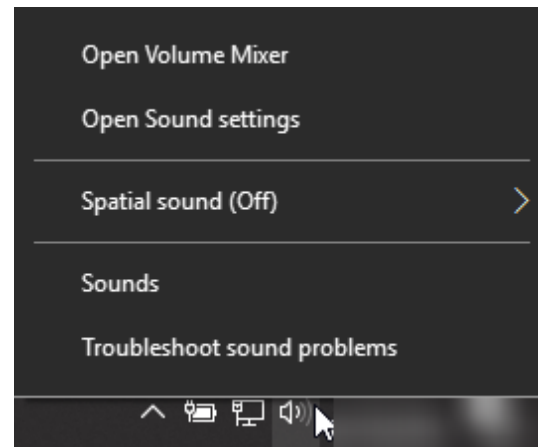 Open Volume Mixer
Open Sound settings
Spatial sound (Off)
Sounds
Troubleshoot sound problems